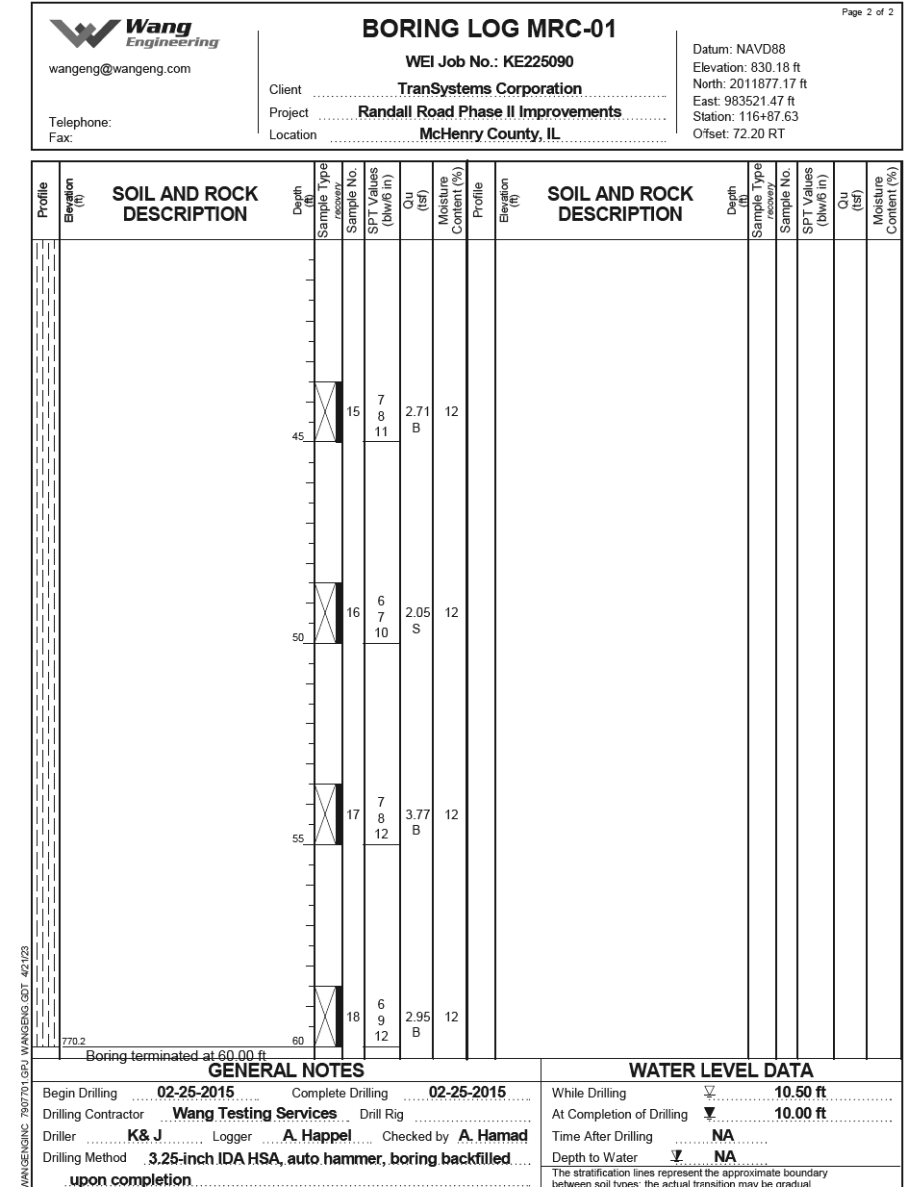 Page 2 of 2
Wang
Engineering
wangeng@wangeng.com
Telephone:
Fax:
BORING LOG MRC-01
WEI Job No.: KE225090
Client TranSystems Corporation
Project Randall Road Phase II Improvements
Location McHenry County, IL
Datum: NAVD88
Elevation: 830.18 ft
North: 2011877.17 ft
East: 983521.47 ft
Station: 116+87.63
Offset: 72.20 RT
Profile Elevation (ft) SOIL AND ROCK DESCRIPTION Depth (ft) Sample Type recovery Sample No. SPT Values (blw/6 in) Qu (tsf) Moisture Content (%) Profile Elevation (ft) SOIL AND ROCK DESCRIPTION Depth (ft) Sample Type recovery Sample No. SPT Values (blw/6 in) Qu (tsf) Moisture Content (%)
7
15 8 2.71 12
B
11
45
6
16 7 2.05 12
S
10
50
7
17 8 3.77 12
B
12
55
6
18 9 2.95 12
B
12
770.2 60
Boring terminated at 60.00 ft
GENERAL NOTES
Begin Drilling 02-25-2015 Complete Drilling 02-25-2015
Drilling Contractor Wang Testing Services Drill Rig
Driller K& J Logger A. Happel Checked by A. Hamad
Drilling Method 3.25-inch IDA HSA, auto hammer, boring backfilled
upon completion
WATER LEVEL DATA
While Drilling 10.50 ft
At Completion of Drilling 10.00 ft
Time After Drilling NA
Depth to Water NA
The stratification lines represent the approximate boundary
between soil types; the actual transition may be gradual
WANGENGINC 7907701.GPJ WANGENG.GDT 4/21/23